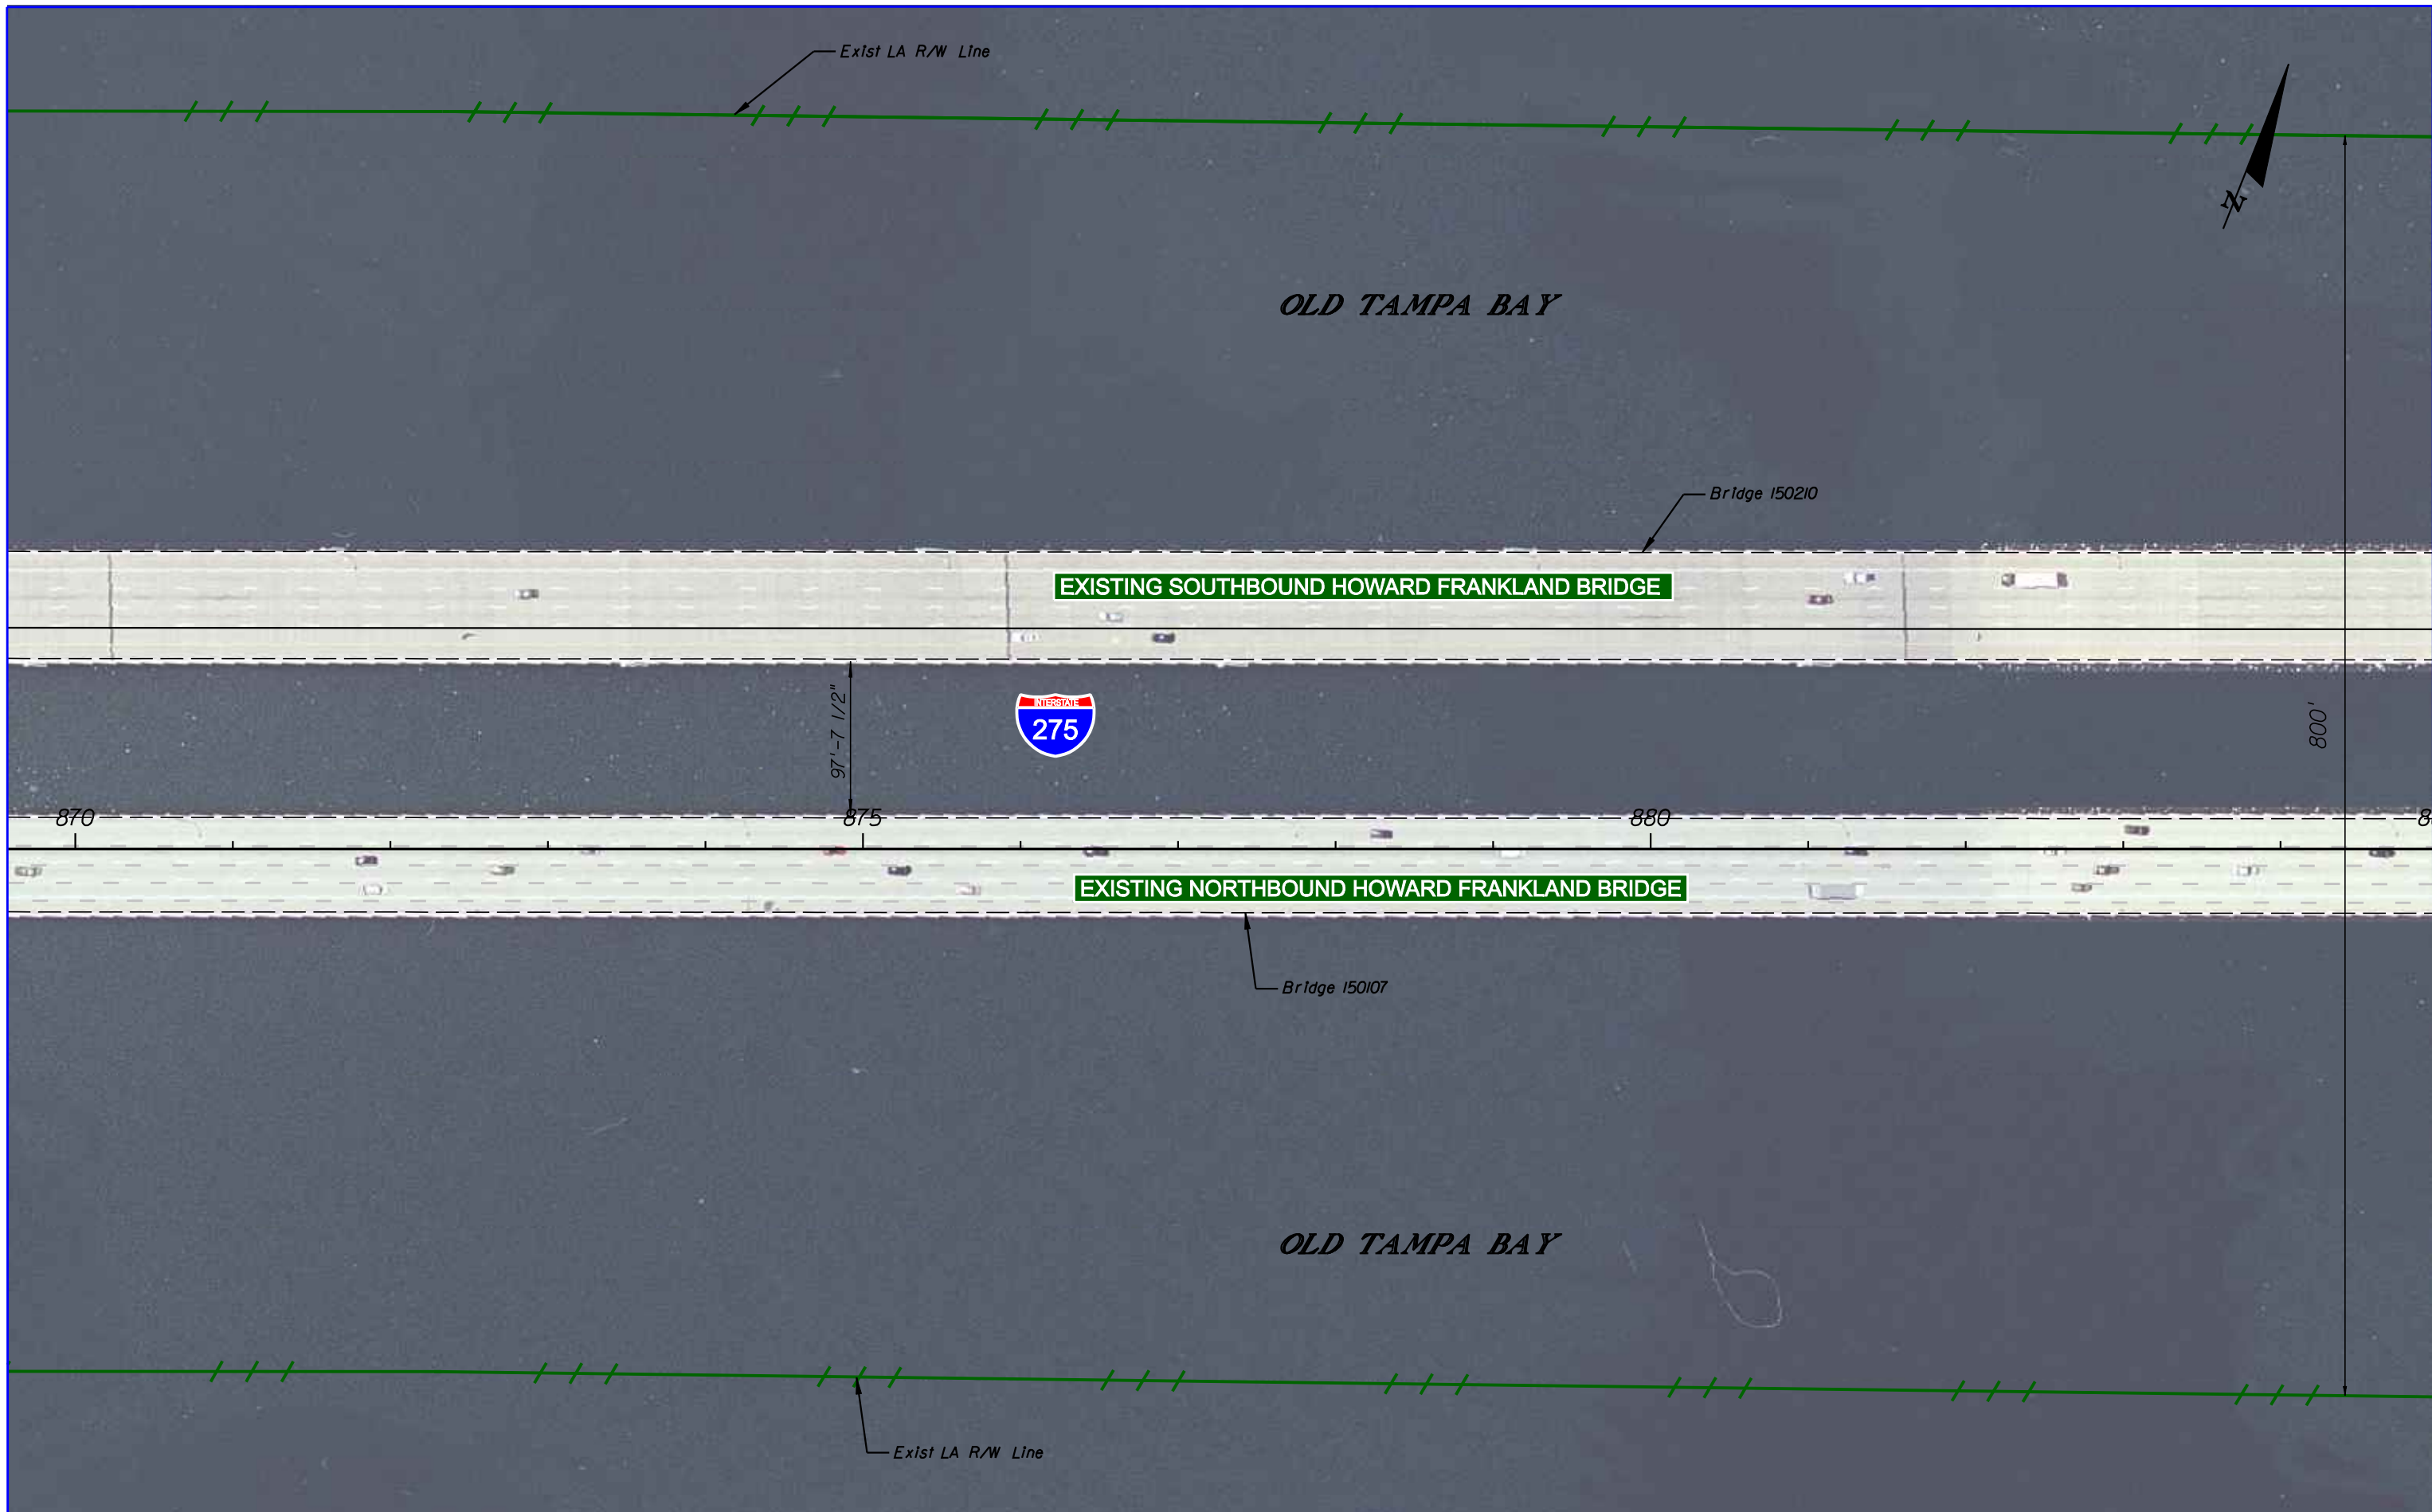 Exist LA R/W Line
N
OLD TAMPA BAY
Bridge 150210
EXISTING SOUTHBOUND HOWARD FRANKLAND BRIDGE
97'-7 1/2"
INTERSTATE
275
800'
870
875
880
EXISTING NORTHBOUND HOWARD FRANKLAND BRIDGE
Bridge 150107
OLD TAMPA BAY
Exist LA R/W Line